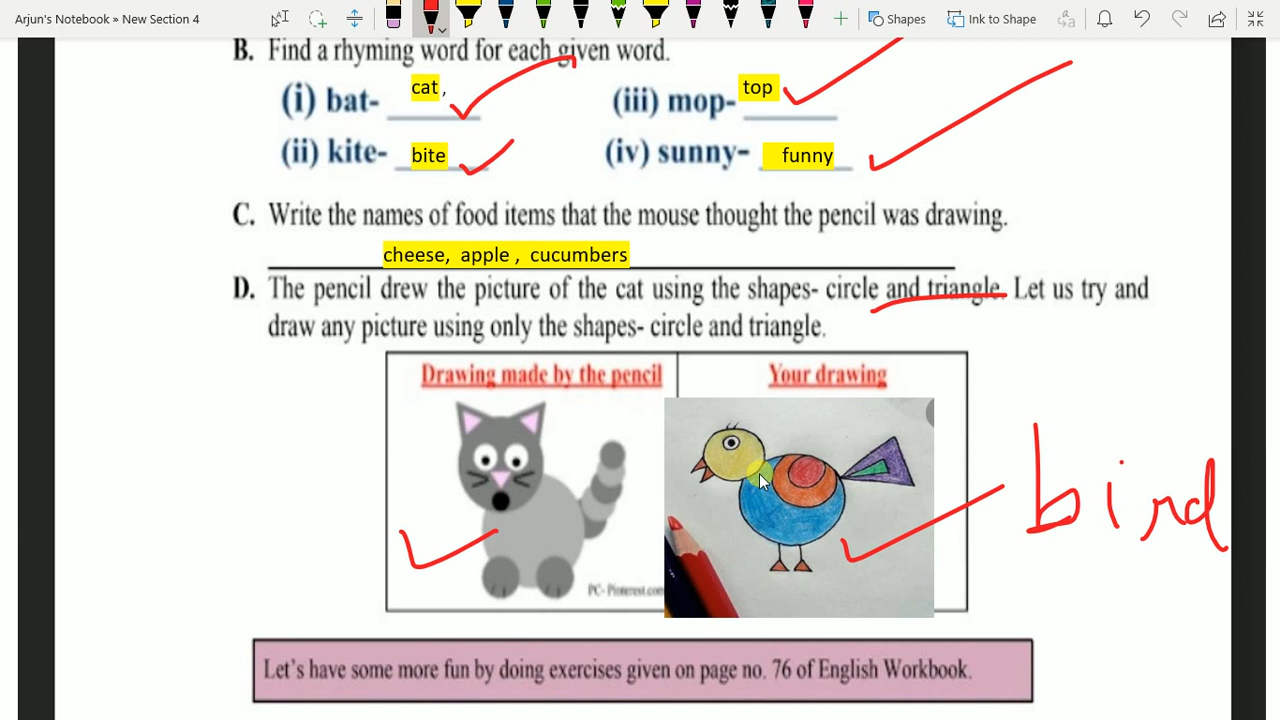 Arjun's Notebook » New Section 4
Shapes
Ink to Shape
B. Find a rhyming word for each given word.
(i) bat- cat ,
(iii) mop- top
(ii) kite- bite
(iv) sunny- funny
C. Write the names of food items that the mouse thought the pencil was drawing.
cheese, apple , cucumbers
D. The pencil drew the picture of the cat using the shapes- circle and triangle. Let us try and
draw any picture using only the shapes- circle and triangle.
Drawing made by the pencil
Your drawing
bird
PC- Pinterest.com
Let's have some more fun by doing exercises given on page no. 76 of English Workbook.